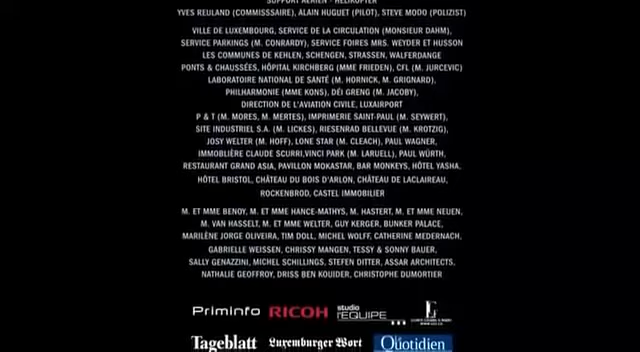 SUPPORT AÉRIEN - HELIKOPTER
YVES REULAND (COMMISSSAIRE), ALAIN HUGUET (PILOT), STEVE MODO (POLIZIST)
VILLE DE LUXEMBOURG, SERVICE DE LA CIRCULATION (MONSIEUR DAHM),
SERVICE PARKINGS (M. CONRARDY), SERVICE FOIRES MRS. WEYDER ET HUSSON
LES COMMUNES DE KEHLEN, SCHENGEN, STRASSEN, WALFERDANGE
PONTS & CHAUSSÉES, HÔPITAL KIRCHBERG (MME FRIEDEN), CFL (M. JURCEVIC)
LABORATOIRE NATIONAL DE SANTÉ (M. HORNICK, M. GRIGNARD),
PHILHARMONIE (MME KONS), DÉI GRENG (M. JACOBY),
DIRECTION DE L'AVIATION CIVILE, LUXAIRPORT
P & T (M. MORES, M. MERTES), IMPRIMERIE SAINT-PAUL (M. SEYWERT),
SITE INDUSTRIEL S.A. (M. LICKES), RIESENRAD BELLEVUE (M. KROTZIG),
JOSY WELTER (M. HOFF), LONE STAR (M. CLEACH), PAUL WAGNER,
IMMOBLIÈRE CLAUDE SCURRI,VINCI PARK (M. LARUELL), PAUL WÜRTH,
RESTAURANT GRAND ASIA, PAVILLON MOKASTAR, BAR MONKEYS, HÔTEL YASHA.
HÔTEL BRISTOL, CHÂTEAU DU BOIS D'ARLON, CHÂTEAU DE LACLAIREAU,
ROCKENBROD, CASTEL IMMOBILIER
M. ET MME BENOY, M. ET MME HANCE-MATHYS, M. HASTERT, M. ET MME NEUEN,
M. VAN HASSELT, M. ET MME WELTER, GUY KERGER, BUNKER PALACE,
MARILÈNE JORGE OLIVEIRA, TIM DOLL, MICHEL WOLFF, CATHERINE MEDERNACH,
GABRIELLE WEISSEN, CHRISSY MANGEN, TESSY & SONNY BAUER,
SALLY GENAZZINI, MICHEL SCHILLINGS, STEFEN DITTER, ASSAR ARCHITECTS,
NATHALIE GEOFFROY, DRISS BEN KOUIDER, CHRISTOPHE DUMORTIER
Priminfo RICOH studio l'EQUIPE
Tageblatt Luxemburger Wort Le Quotidien